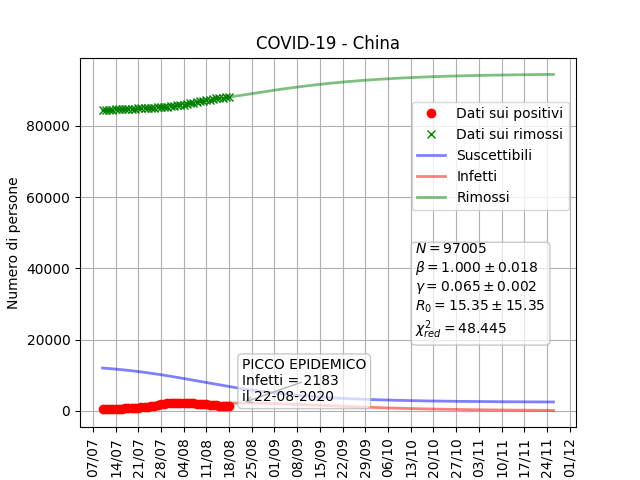 COVID-19 - China
Numero di persone
80000
60000
40000
20000
0
Dati sui positivi
Dati sui rimossi
Suscettibili
Infetti
Rimossi
N = 97005
β = 1.000 ± 0.018
γ = 0.065 ± 0.002
R₀ = 15.35 ± 15.35
χ²red = 48.445
PICCO EPIDEMICO
Infetti = 2183
il 22-08-2020
07/07 14/07 21/07 28/07 04/08 11/08 18/08 25/08 01/09 08/09 15/09 22/09 29/09 06/10 13/10 20/10 27/10 03/11 10/11 17/11 24/11 01/12